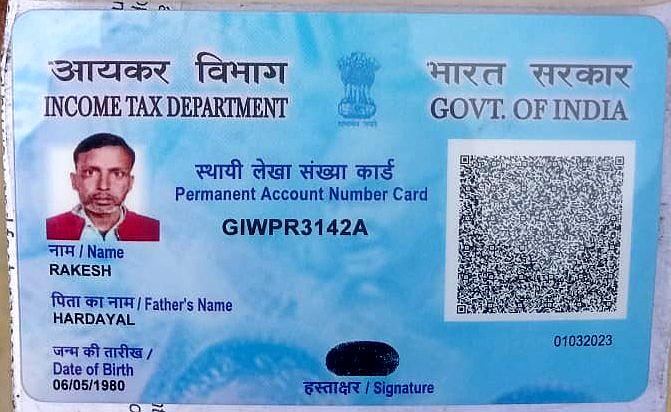 आयकर विभाग
INCOME TAX DEPARTMENT
भारत सरकार
GOVT. OF INDIA
स्थायी लेखा संख्या कार्ड
Permanent Account Number Card
GIWPR3142A
नाम / Name
RAKESH
पिता का नाम / Father's Name
HARDAYAL
जन्म की तारीख /
Date of Birth
06/05/1980
हस्ताक्षर / Signature
01032023